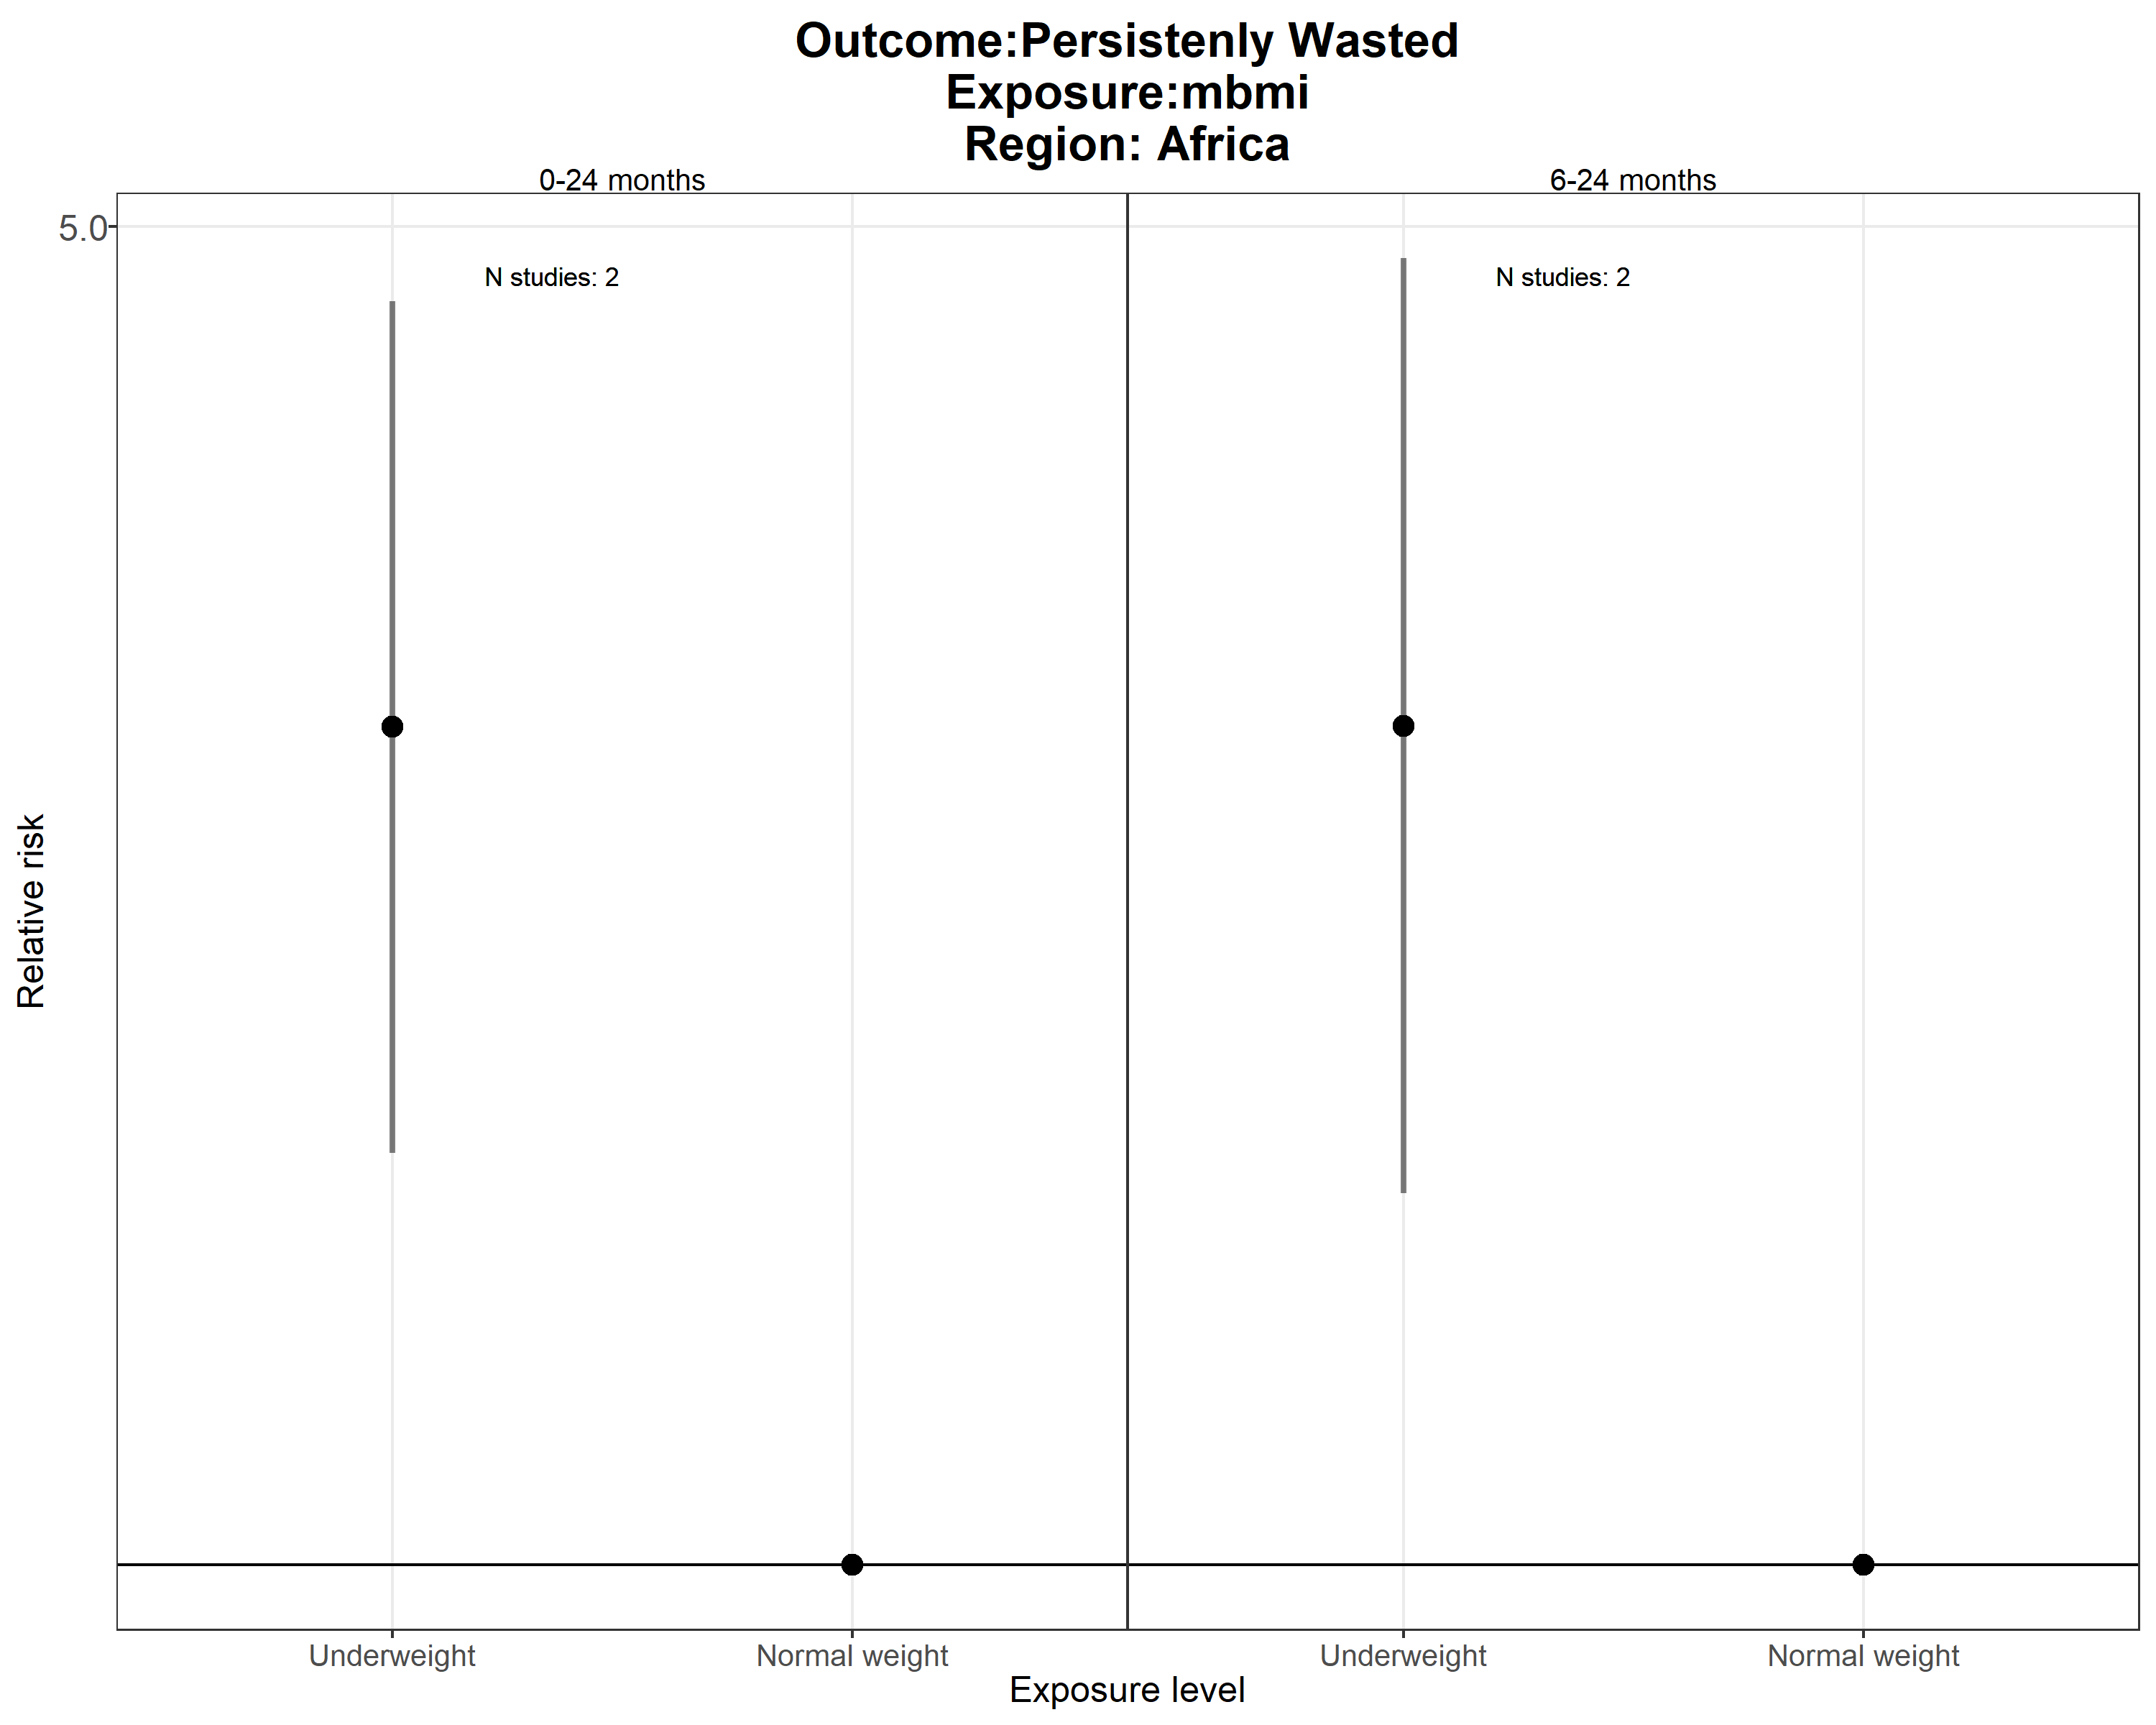 Outcome:Persistenly Wasted
Exposure:mbmi
Region: Africa
0-24 months
6-24 months
5.0
N studies: 2
N studies: 2
Relative risk
Underweight
Normal weight
Underweight
Normal weight
Exposure level